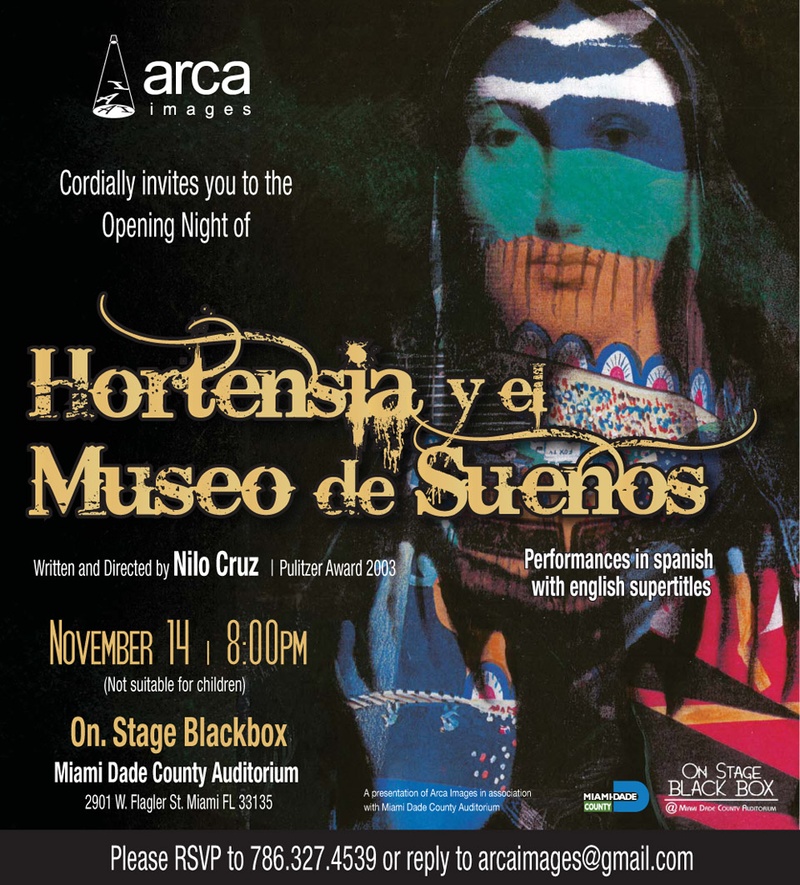 arca
images
Cordially invites you to the
Opening Night of
Hortensia y el
Museo de Sueños
Written and Directed by Nilo Cruz | Pulitzer Award 2003
Performances in spanish
with english supertitles
November 14 | 8:00pm
(Not suitable for children)
On. Stage Blackbox
Miami Dade County Auditorium
2901 W. Flagler St. Miami FL 33135
A presentation of Arca Images in association
with Miami Dade County Auditorium
MIAMI-DADE
COUNTY
On Stage
Black Box
@ Miami Dade County Auditorium
Please RSVP to 786.327.4539 or reply to arcaimages@gmail.com